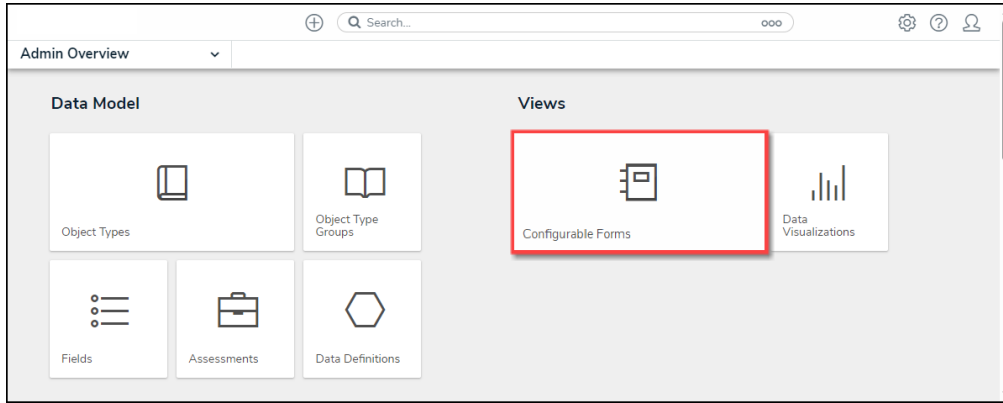 Search...
Admin Overview
Data Model
Views
Object Types
Object Type
Groups
Configurable Forms
Data
Visualizations
Fields
Assessments
Data Definitions